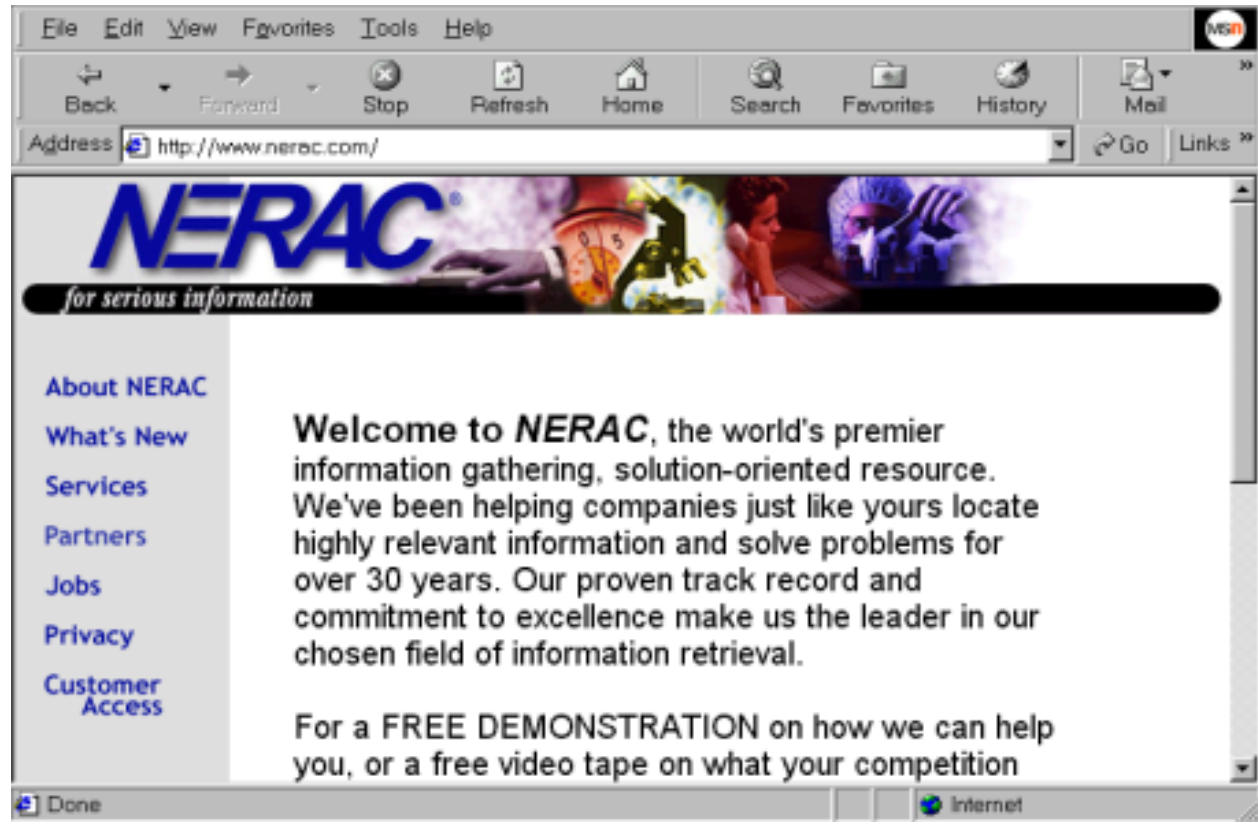 File Edit View Favorites Tools Help
MSn
Back Forward Stop Refresh Home Search Favorites History Mail »
Address http://www.nerac.com/ Go Links »
NERAC®
0 5
for serious information
About NERAC
What's New
Services
Partners
Jobs
Privacy
Customer
Access
Welcome to NERAC, the world's premier
information gathering, solution-oriented resource.
We've been helping companies just like yours locate
highly relevant information and solve problems for
over 30 years. Our proven track record and
commitment to excellence make us the leader in our
chosen field of information retrieval.
For a FREE DEMONSTRATION on how we can help
you, or a free video tape on what your competition
Done Internet